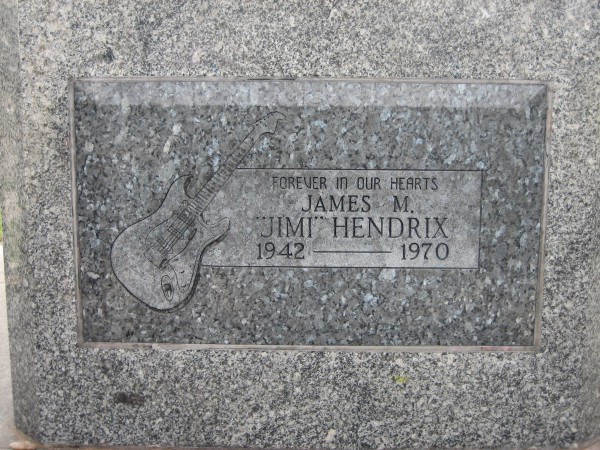 FOREVER IN OUR HEARTS
JAMES M.
"JIMI" HENDRIX
1942 — 1970